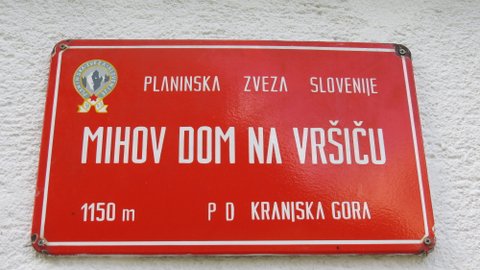 PLANINSKA ZVEZA SLOVENIJE
MIHOV DOM NA VRŠIČU
1150 m P D KRANJSKA GORA